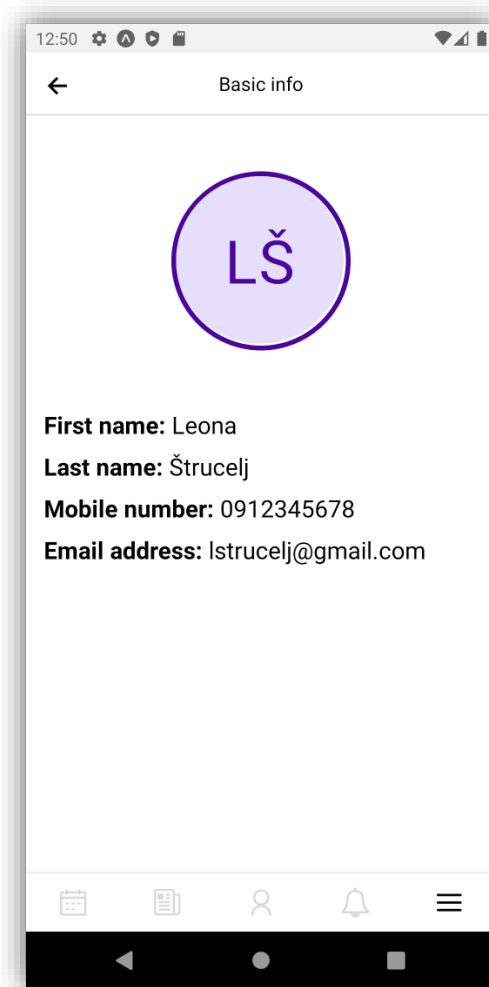 12:50
Basic info
LŠ
First name: Leona
Last name: Štrucelj
Mobile number: 0912345678
Email address: lstrucelj@gmail.com